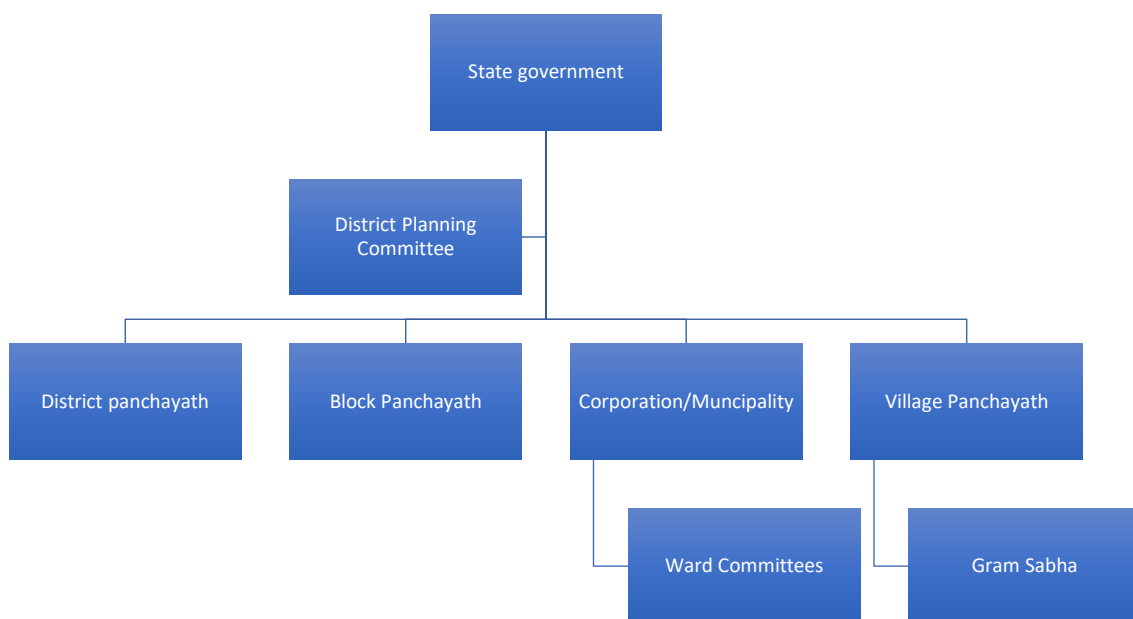 State government
District Planning
Committee
District panchayath
Block Panchayath
Corporation/Muncipality
Village Panchayath
Ward Committees
Gram Sabha